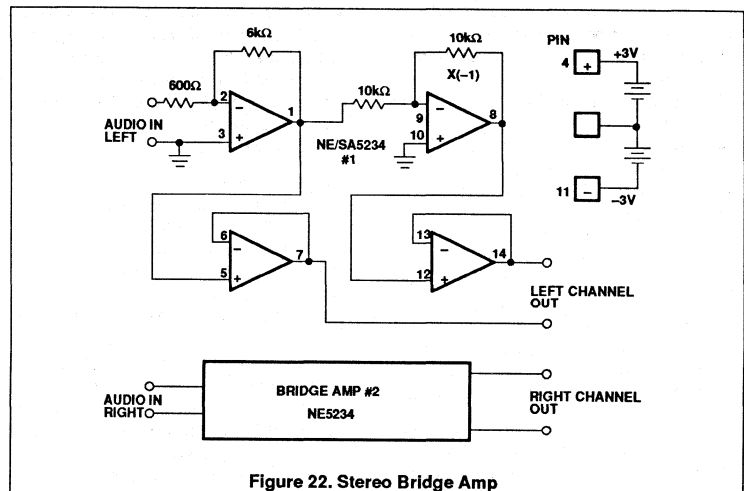 6kΩ
600Ω
2
−
1
3
+
AUDIO IN
LEFT
10kΩ
10kΩ
X(−1)
−
9
8
10
+
NE/SA5234
#1
PIN
4 + +3V
11 − −3V
6
−
7
5
+
13
−
14
12
+
LEFT CHANNEL
OUT
AUDIO IN
RIGHT
BRIDGE AMP #2
NE5234
RIGHT CHANNEL
OUT
Figure 22. Stereo Bridge Amp